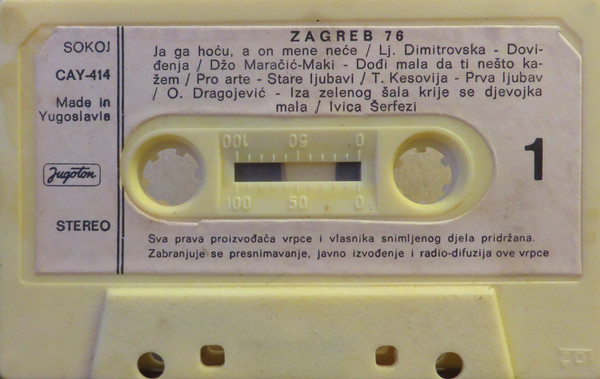 ZAGREB 76
SOKOJ
CAY-414
Made in
Yugoslavia
Jugoton
STEREO
Ja ga hoću, a on mene neće / Lj. Dimitrovska - Dovi-
đenja / Džo Maračić-Maki - Dođi mala da ti nešto ka-
žem / Pro arte - Stare ljubavi / T. Kesovija - Prva ljubav
/ O. Dragojević - Iza zelenog šala krije se djevojka
mala / Ivica Šerfezi
100 50 0
100 50 0
1
Sva prava proizvođača vrpce i vlasnika snimljenog djela pridržana.
Zabranjuje se presnimavanje, javno izvođenje i radio-difuzija ove vrpce